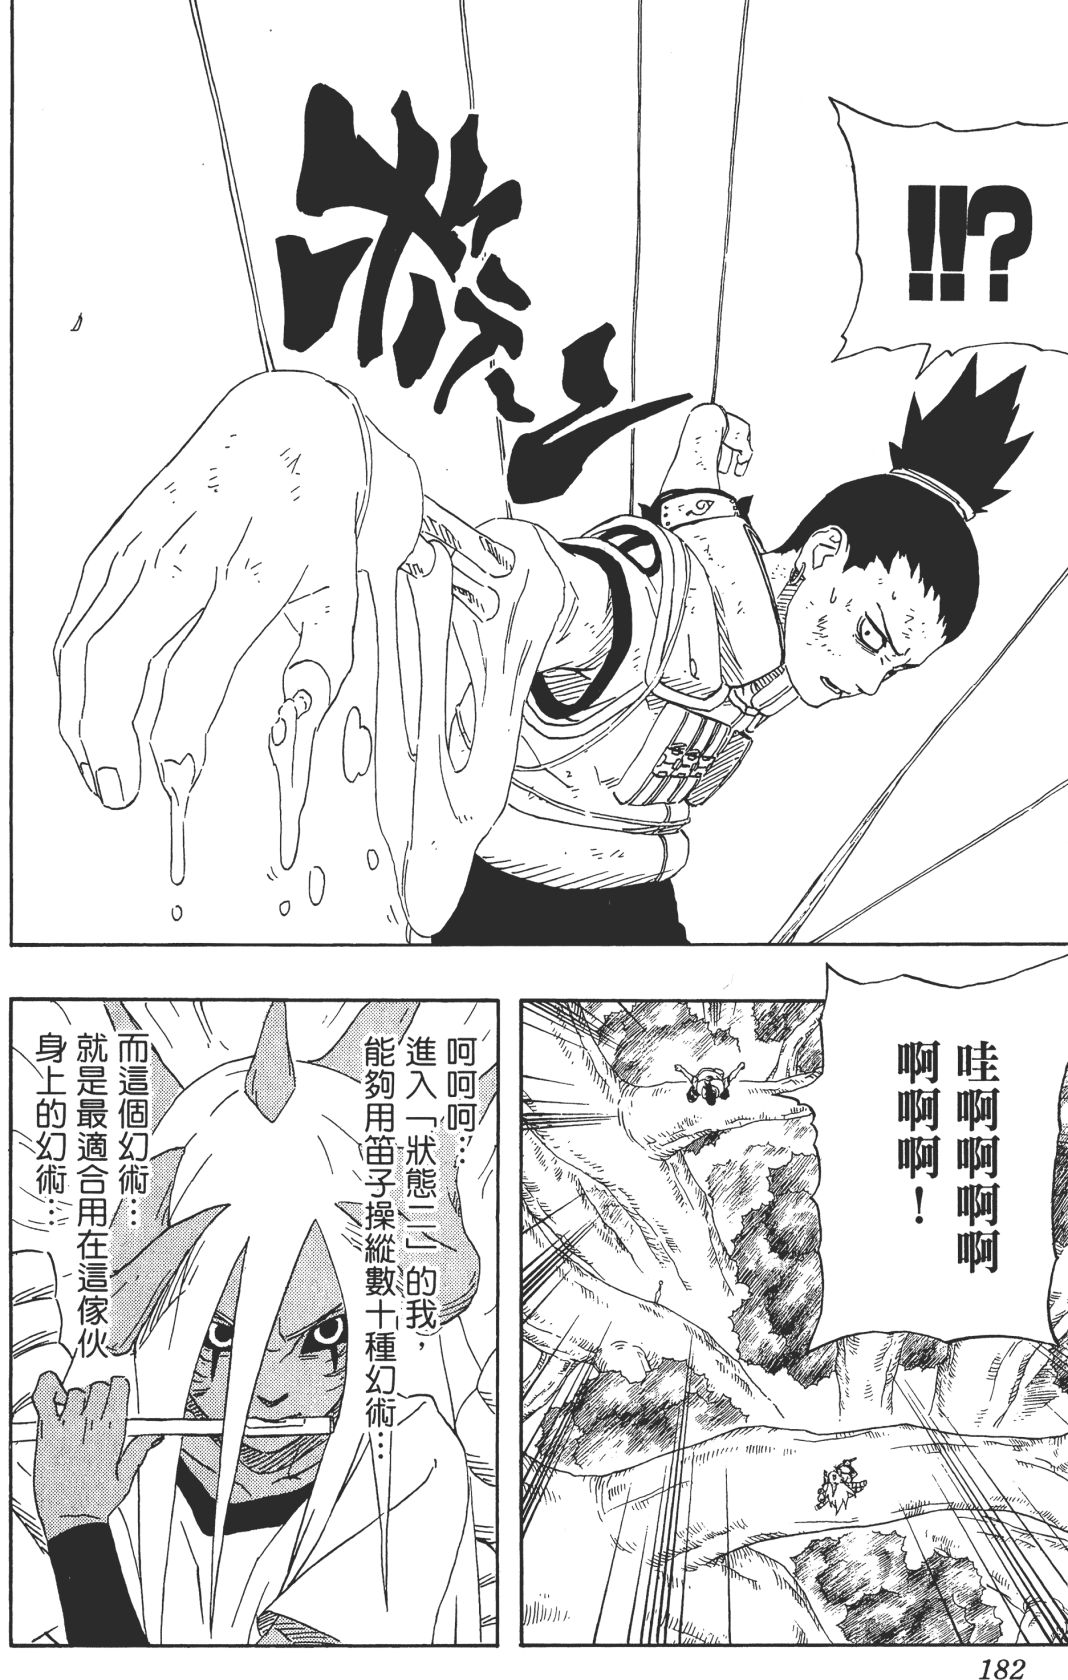 !!?
哇啊啊啊啊
啊啊啊！
呵呵呵…
進入「狀態二」的我，
能夠用笛子操縱數十種幻術…
而這個幻術…
就是最適合用在這傢伙
身上的幻術…
182